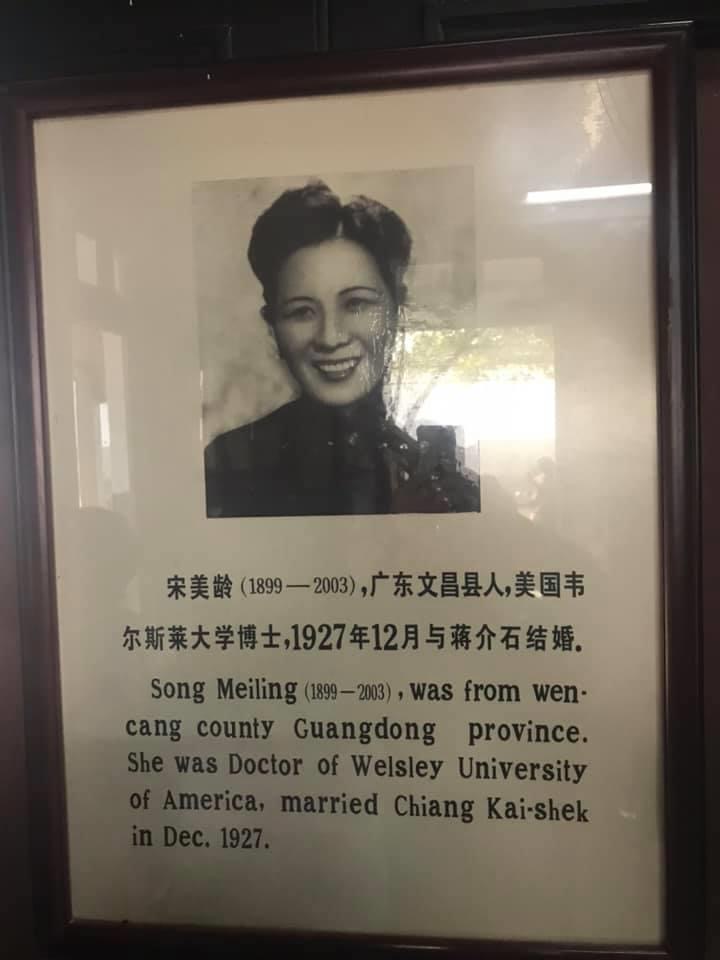 宋美龄(1899—2003),广东文昌县人,美国韦
尔斯莱大学博士,1927年12月与蒋介石结婚.
Song Meiling (1899—2003), was from wen-
cang county Guangdong province.
She was Doctor of Welsley University
of America, married Chiang Kai-shek
in Dec. 1927.